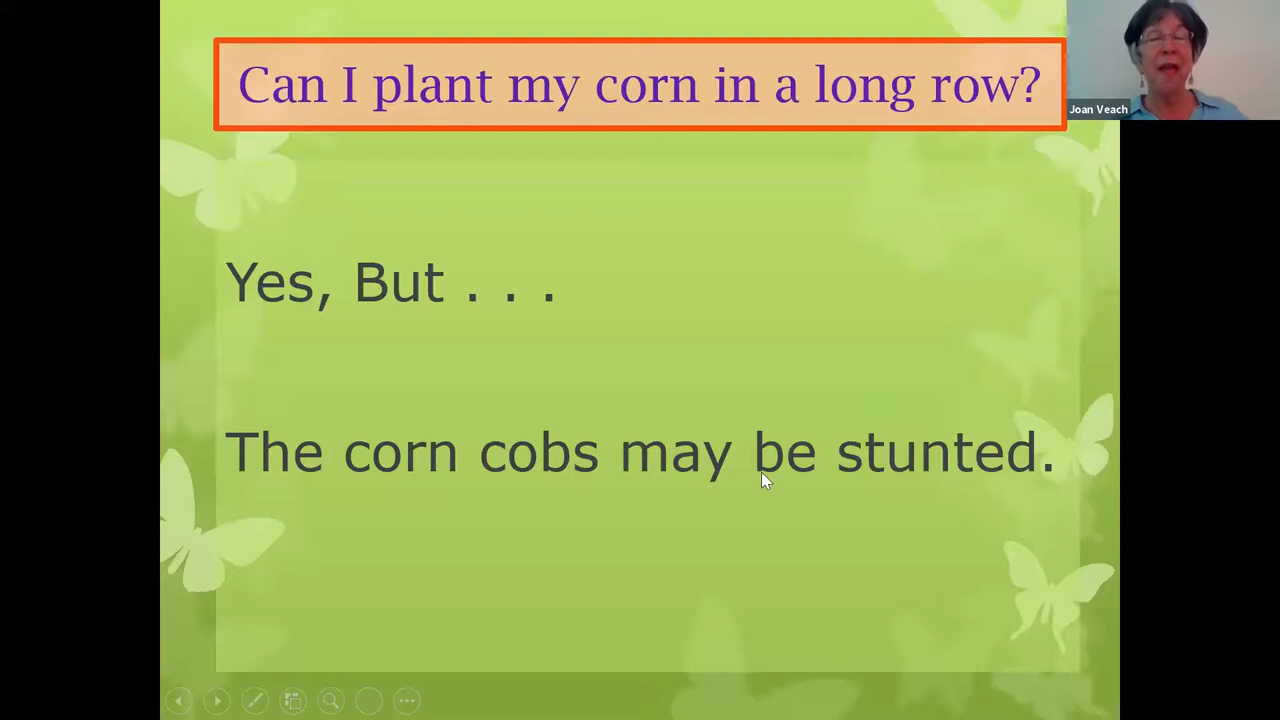 Can I plant my corn in a long row?
Joan Veach
Yes, But . . .
The corn cobs may be stunted.